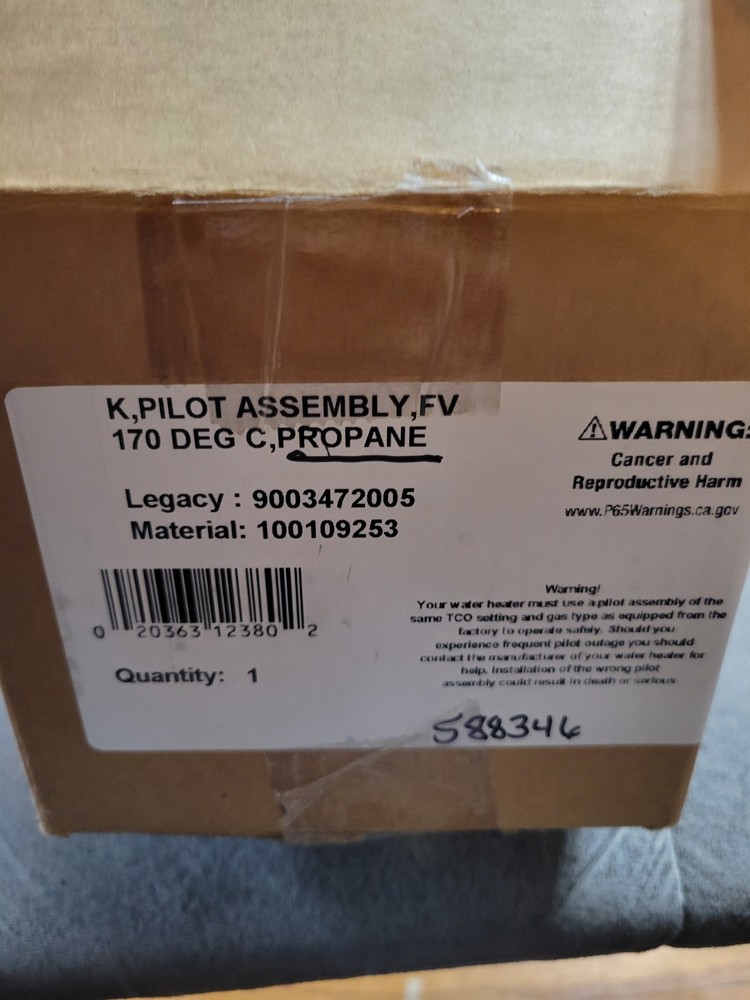 K,PILOT ASSEMBLY,FV
170 DEG C,PROPANE
Legacy : 9003472005
Material: 100109253
0 20363 12380 2
Quantity: 1
⚠WARNING:
Cancer and
Reproductive Harm
www.P65Warnings.ca.gov
Warning!
Your water heater must use a pilot assembly of the
same TCO setting and gas type as equipped from the
factory to operate safely. Should you
experience frequent pilot outage you should
contact the manufacturer of your water heater for
help. Installation of the wrong pilot
assembly could result in death or serious
588346